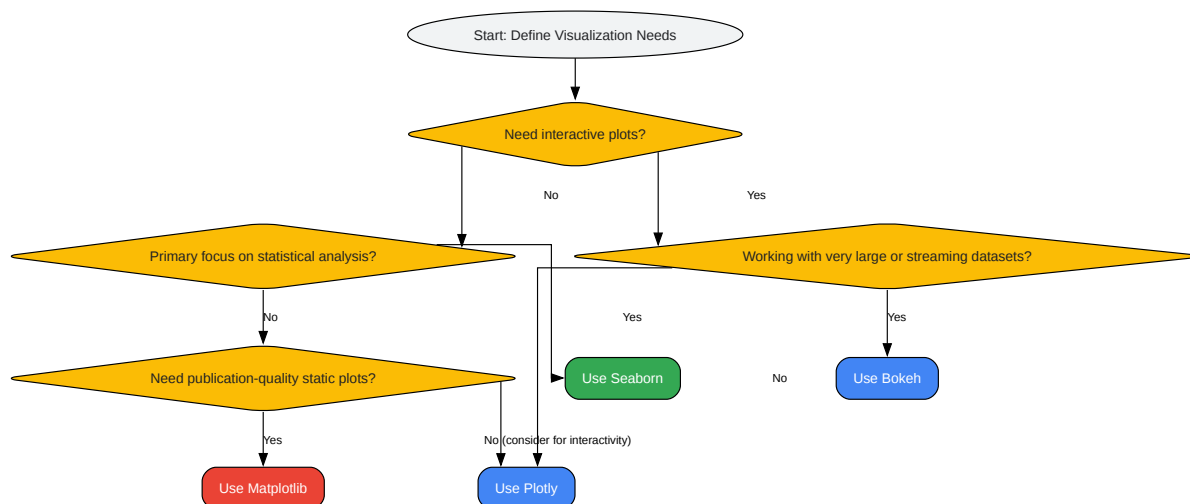 Start: Define Visualization Needs
Need interactive plots?
No
Yes
Primary focus on statistical analysis?
Working with very large or streaming datasets?
No
Yes
Yes
Need publication-quality static plots?
Use Seaborn
No
Use Bokeh
Yes
No (consider for interactivity)
Use Matplotlib
Use Plotly